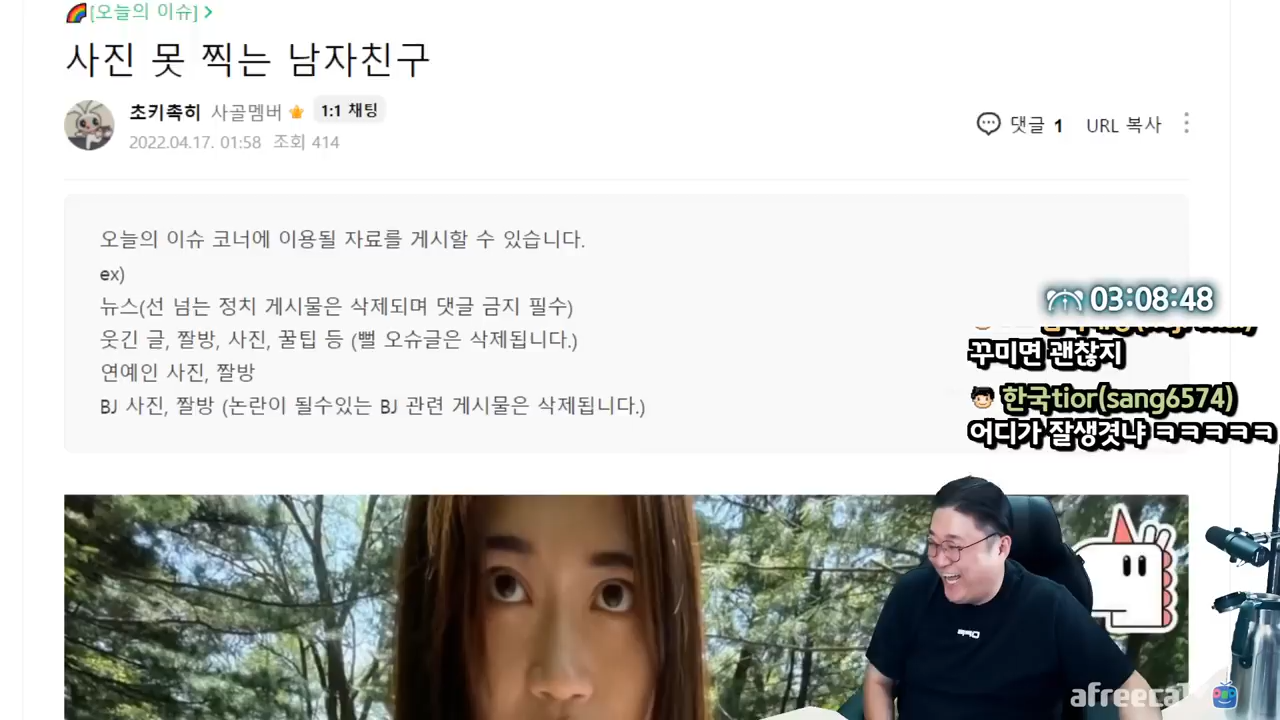 [오늘의 이슈] >
사진 못 찍는 남자친구
초키촉히 사골멤버 1:1 채팅
2022.04.17. 01:58 조회 414
댓글 1 URL 복사
오늘의 이슈 코너에 이용될 자료를 게시할 수 있습니다.
ex)
뉴스(선 넘는 정치 게시물은 삭제되며 댓글 금지 필수)
웃긴 글, 짤방, 사진, 꿀팁 등 (뻘 오슈글은 삭제됩니다.)
연예인 사진, 짤방
BJ 사진, 짤방 (논란이 될수있는 BJ 관련 게시물은 삭제됩니다.)
03:08:48
꾸미면 괜찮지
한국tior(sang6574)
어디가 잘생겻냐 ㅋㅋㅋㅋㅋ
afreeca